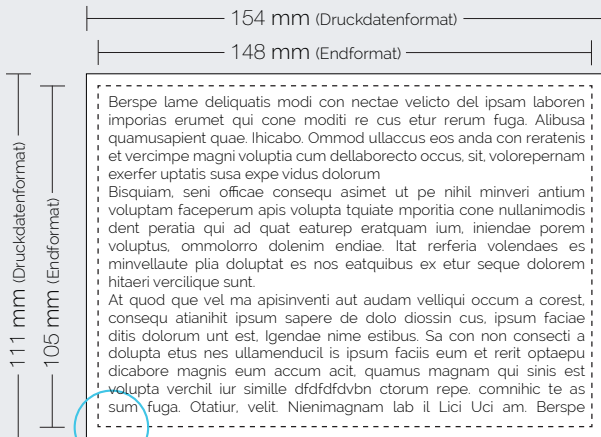 154 mm (Druckdatenformat)
148 mm (Endformat)
111 mm (Druckdatenformat)
105 mm (Endformat)
Berspe lame deliquatis modi con nectae velicto del ipsam laboren
imporias erumet qui cone moditi re cus etur rerum fuga. Alibusa
quamusapient quae. Ihicabo. Ommod ullaccus eos anda con reratenis
et vercimpe magni voluptia cum dellaborecto occus, sit, volorepernam
exerfer uptatis susa expe vidus dolorum
Bisquiam, seni officae consequ asimet ut pe nihil minveri antium
voluptam faceperum apis volupta tquiate mporitia cone nullanimodis
dent peratia qui ad quat eaturep eratquam ium, iniendae porem
voluptus, ommolorro dolenim endiae. Itat rerferia volendaes es
minvellaute plia doluptat es nos eatquibus ex etur seque dolorem
hitaeri vercilique sunt.
At quod que vel ma apisinventi aut audam velliqui occum a corest,
consequ atianihit ipsum sapere de dolo diossin cus, ipsum faciae
ditis dolorum unt est, Igendae nime estibus. Sa con non consecti a
dolupta etus nes ullamenducil is ipsum faciis eum et rerit optaepu
dicabore magnis eum accum acit, quamus magnam qui sinis est
volupta verchil iur simille dfdfdfdvbn ctorum repe. comnihic te as
sum fuga. Otatiur, velit. Nienimagnam lab il Lici Uci am. Berspe